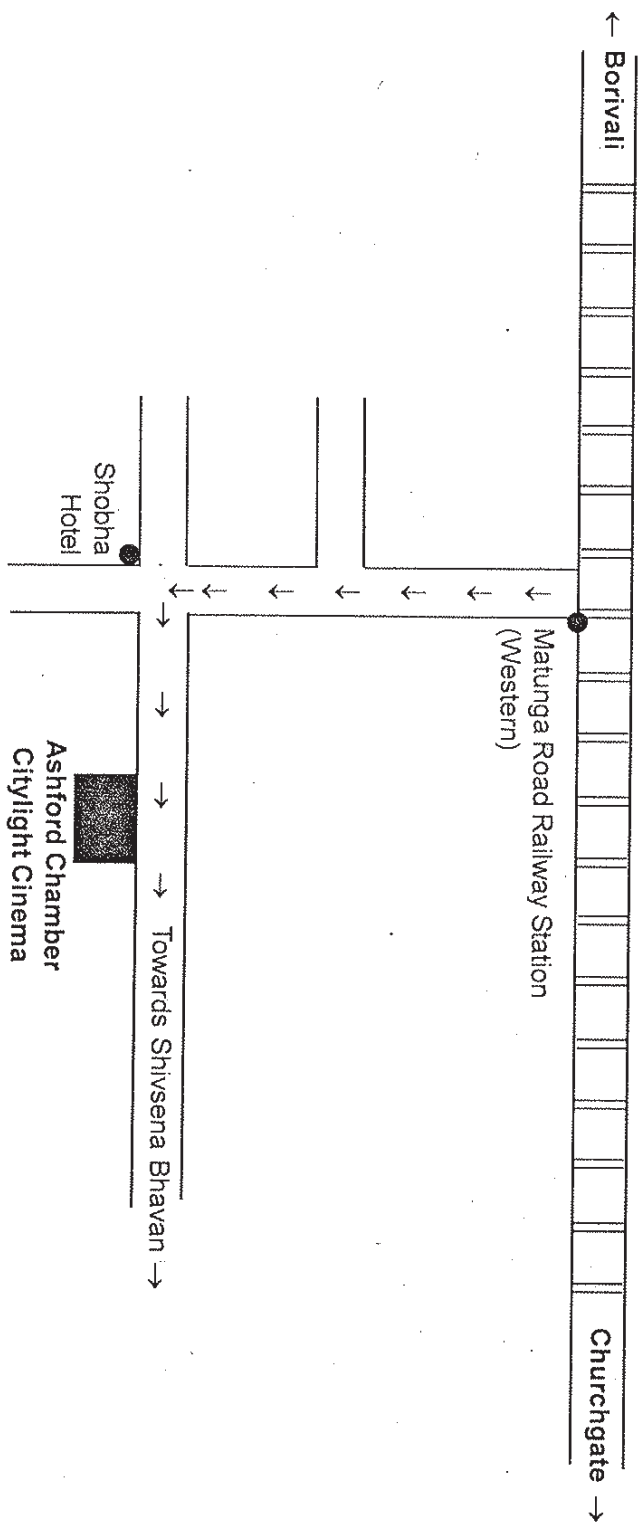 ← Borivali
Churchgate →
Matunga Road Railway Station
(Western)
Shobha
Hotel
Towards Shivsena Bhavan →
Ashford Chamber
Citylight Cinema